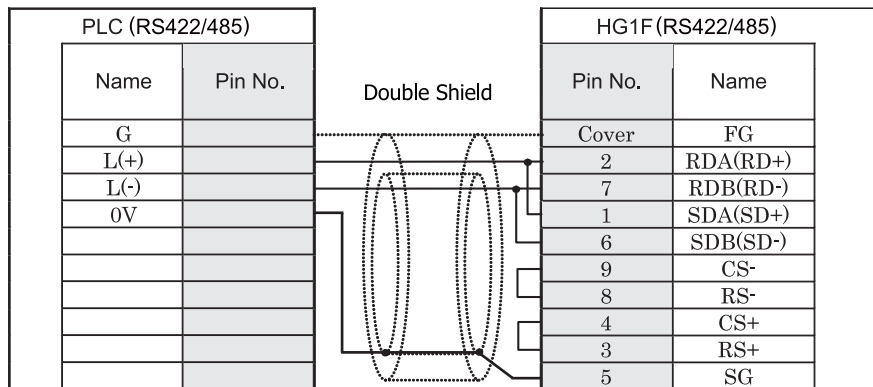 PLC (RS422/485) HG1F (RS422/485)
Name Pin No. Double Shield Pin No. Name
G Cover FG
L(+) 2 RDA(RD+)
L(-) 7 RDB(RD-)
0V 1 SDA(SD+)
6 SDB(SD-)
9 CS-
8 RS-
4 CS+
3 RS+
5 SG